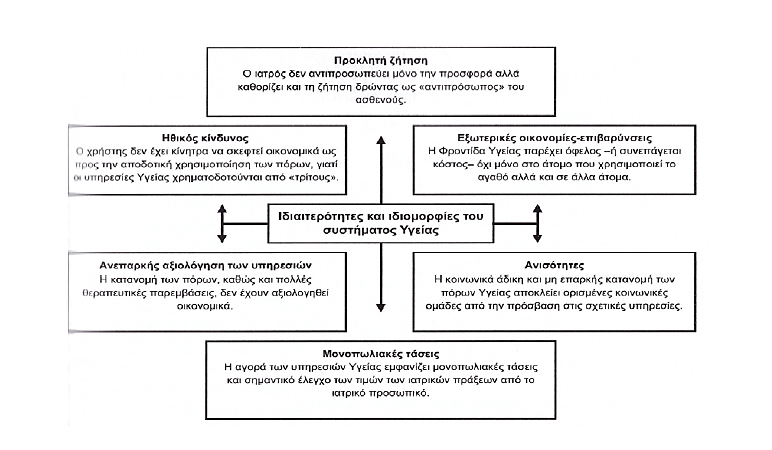 Προκλητή ζήτηση
Ο ιατρός δεν αντιπροσωπεύει μόνο την προσφορά αλλά
καθορίζει και τη ζήτηση δρώντας ως «αντιπρόσωπος» του
ασθενούς.
Ηθικός κίνδυνος
Ο χρήστης δεν έχει κίνητρα να σκεφτεί οικονομικά ως
προς την αποδοτική χρησιμοποίηση των πόρων, γιατί
οι υπηρεσίες Υγείας χρηματοδοτούνται από «τρίτους».
Εξωτερικές οικονομίες-επιβαρύνσεις
Η Φροντίδα Υγείας παρέχει όφελος –ή συνεπάγεται
κόστος– όχι μόνο στο άτομο που χρησιμοποιεί το
αγαθό αλλά και σε άλλα άτομα.
Ιδιαιτερότητες και ιδιομορφίες του
συστήματος Υγείας
Ανεπαρκής αξιολόγηση των υπηρεσιών
Η κατανομή των πόρων, καθώς και πολλές
θεραπευτικές παρεμβάσεις, δεν έχουν αξιολογηθεί
οικονομικά.
Ανισότητες
Η κοινωνικά άδικη και μη επαρκής κατανομή των
πόρων Υγείας αποκλείει ορισμένες κοινωνικές
ομάδες από την πρόσβαση στις σχετικές υπηρεσίες.
Μονοπωλιακές τάσεις
Η αγορά των υπηρεσιών Υγείας εμφανίζει μονοπωλιακές τάσεις
και σημαντικό έλεγχο των τιμών των ιατρικών πράξεων από το
ιατρικό προσωπικό.